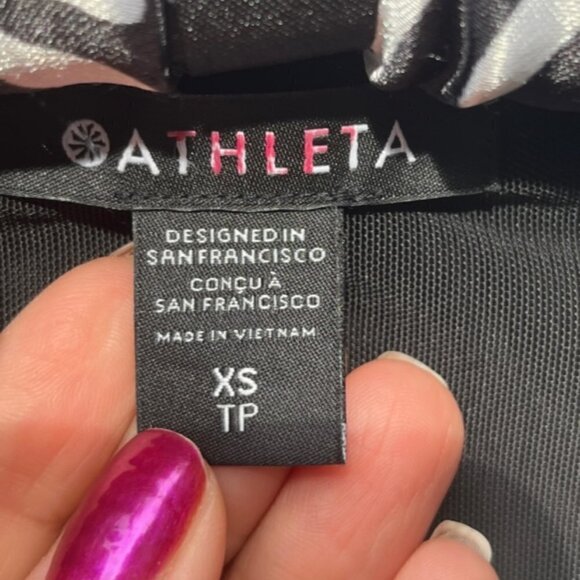 ATHLETA
DESIGNED IN
SAN FRANCISCO
CONÇU À
SAN FRANCISCO
MADE IN VIETNAM
XS
TP